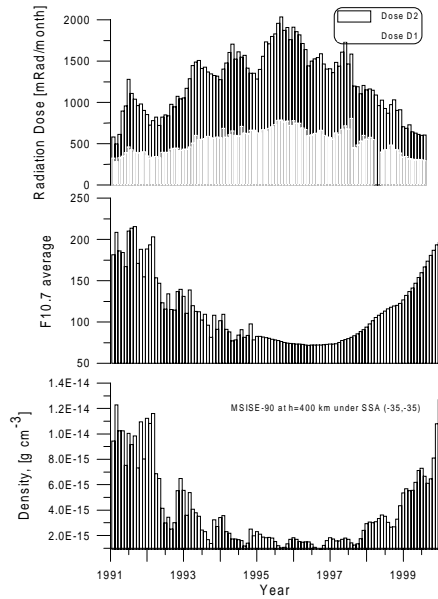 Dose D2
Dose D1
Radiation Dose [mRad/month]
2000
1500
1000
500
0
F10.7 average
250
200
150
100
50
Density, [g cm-3]
1.4E-14
1.2E-14
1.0E-14
8.0E-15
6.0E-15
4.0E-15
2.0E-15
MSISE-90 at h=400 km under SSA (-35,-35)
1991 1993 1995 1997 1999
Year